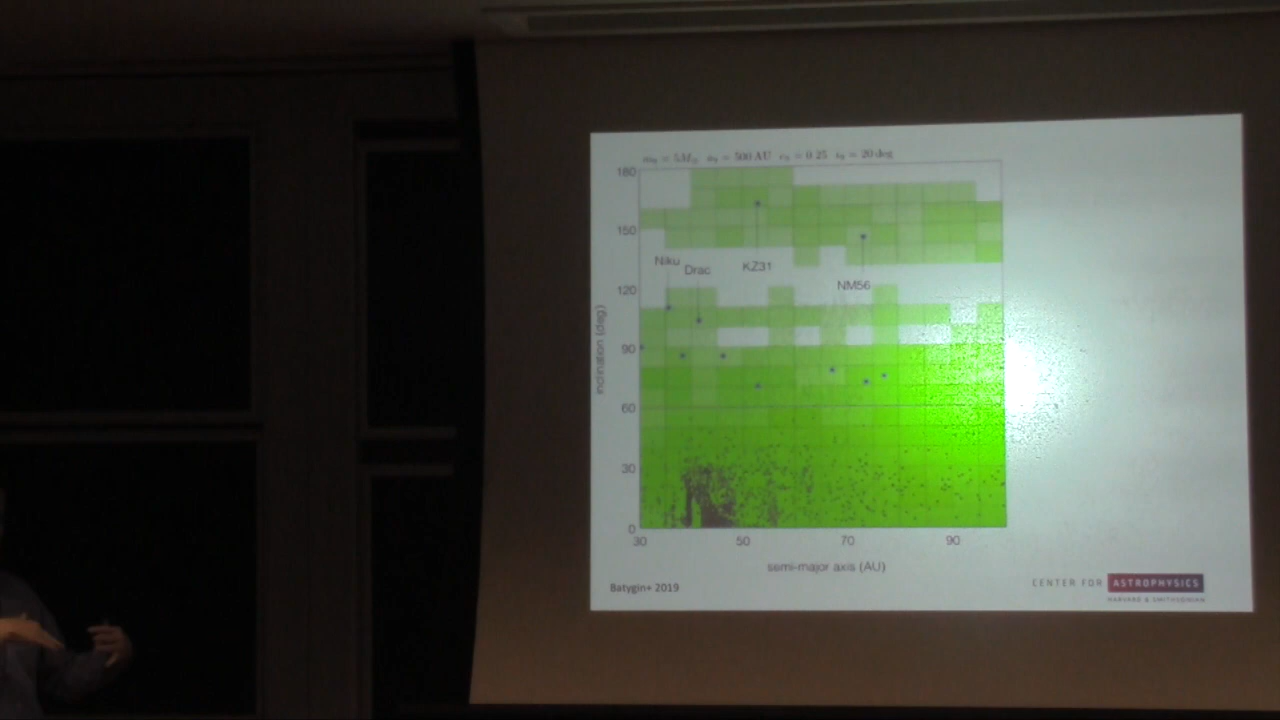 m₉ = 5M⊕ a₉ = 500 AU e₉ = 0.25 i₉ = 20 deg
180
150
120
90
60
30
0
Niku
Drac
KZ31
NM56
inclination (deg)
30 50 70 90
semi-major axis (AU)
Batygin+ 2019
CENTER FOR ASTROPHYSICS
HARVARD & SMITHSONIAN